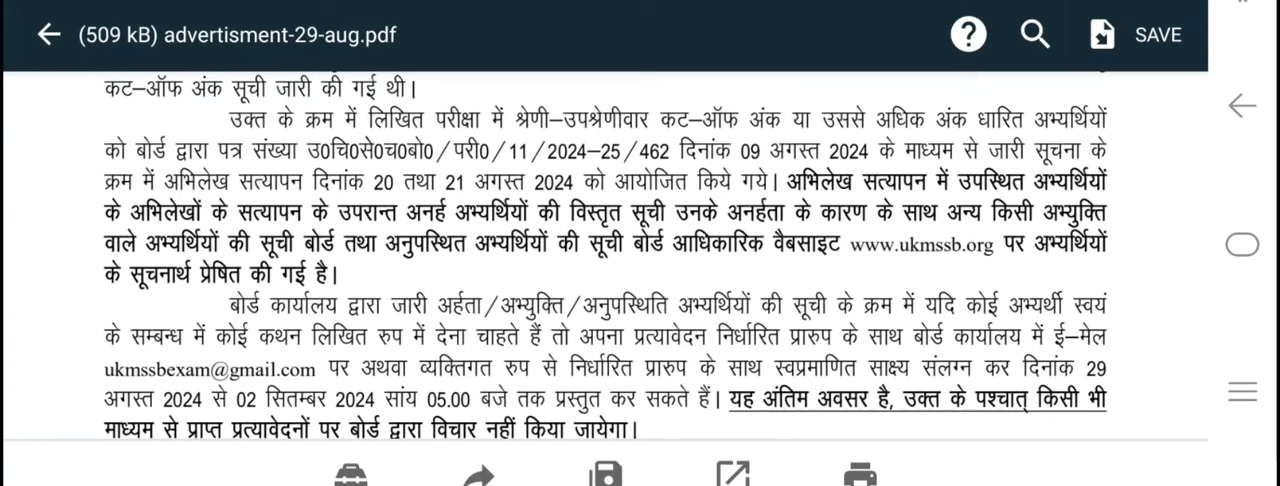 (509 kB) advertisment-29-aug.pdf
SAVE
कट–ऑफ अंक सूची जारी की गई थी।
उक्त के क्रम में लिखित परीक्षा में श्रेणी–उपश्रेणीवार कट–ऑफ अंक या उससे अधिक अंक धारित अभ्यर्थियों
को बोर्ड द्वारा पत्र संख्या उ0चि0से0च0बो0/परी0/11/2024–25/462 दिनांक 09 अगस्त 2024 के माध्यम से जारी सूचना के
क्रम में अभिलेख सत्यापन दिनांक 20 तथा 21 अगस्त 2024 को आयोजित किये गये। अभिलेख सत्यापन में उपस्थित अभ्यर्थियों
के अभिलेखों के सत्यापन के उपरान्त अनर्ह अभ्यर्थियों की विस्तृत सूची उनके अनर्हता के कारण के साथ अन्य किसी अभ्युक्ति
वाले अभ्यर्थियों की सूची बोर्ड तथा अनुपस्थित अभ्यर्थियों की सूची बोर्ड आधिकारिक वैबसाइट www.ukmssb.org पर अभ्यर्थियों
के सूचनार्थ प्रेषित की गई है।
बोर्ड कार्यालय द्वारा जारी अर्हता/अभ्युक्ति/अनुपस्थिति अभ्यर्थियों की सूची के क्रम में यदि कोई अभ्यर्थी स्वयं
के सम्बन्ध में कोई कथन लिखित रुप में देना चाहते हैं तो अपना प्रत्यावेदन निर्धारित प्रारुप के साथ बोर्ड कार्यालय में ई–मेल
ukmssbexam@gmail.com पर अथवा व्यक्तिगत रुप से निर्धारित प्रारुप के साथ स्वप्रमाणित साक्ष्य संलग्न कर दिनांक 29
अगस्त 2024 से 02 सितम्बर 2024 सांय 05.00 बजे तक प्रस्तुत कर सकते हैं। यह अंतिम अवसर है, उक्त के पश्चात् किसी भी
माध्यम से प्राप्त प्रत्यावेदनों पर बोर्ड द्वारा विचार नहीं किया जायेगा।